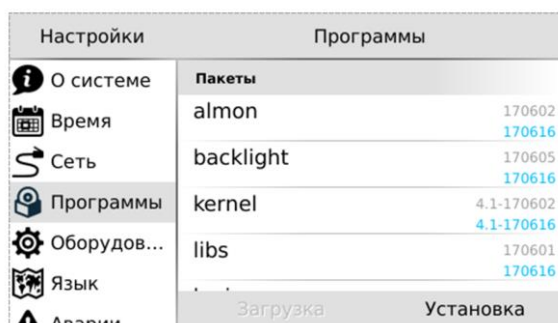 Настройки
Программы
О системе
Время
Сеть
Программы
Оборудов...
Язык
Аварии
Пакеты
almon
170602
170616
backlight
170605
170616
kernel
4.1-170602
4.1-170616
libs
170601
170616
Загрузка
Установка